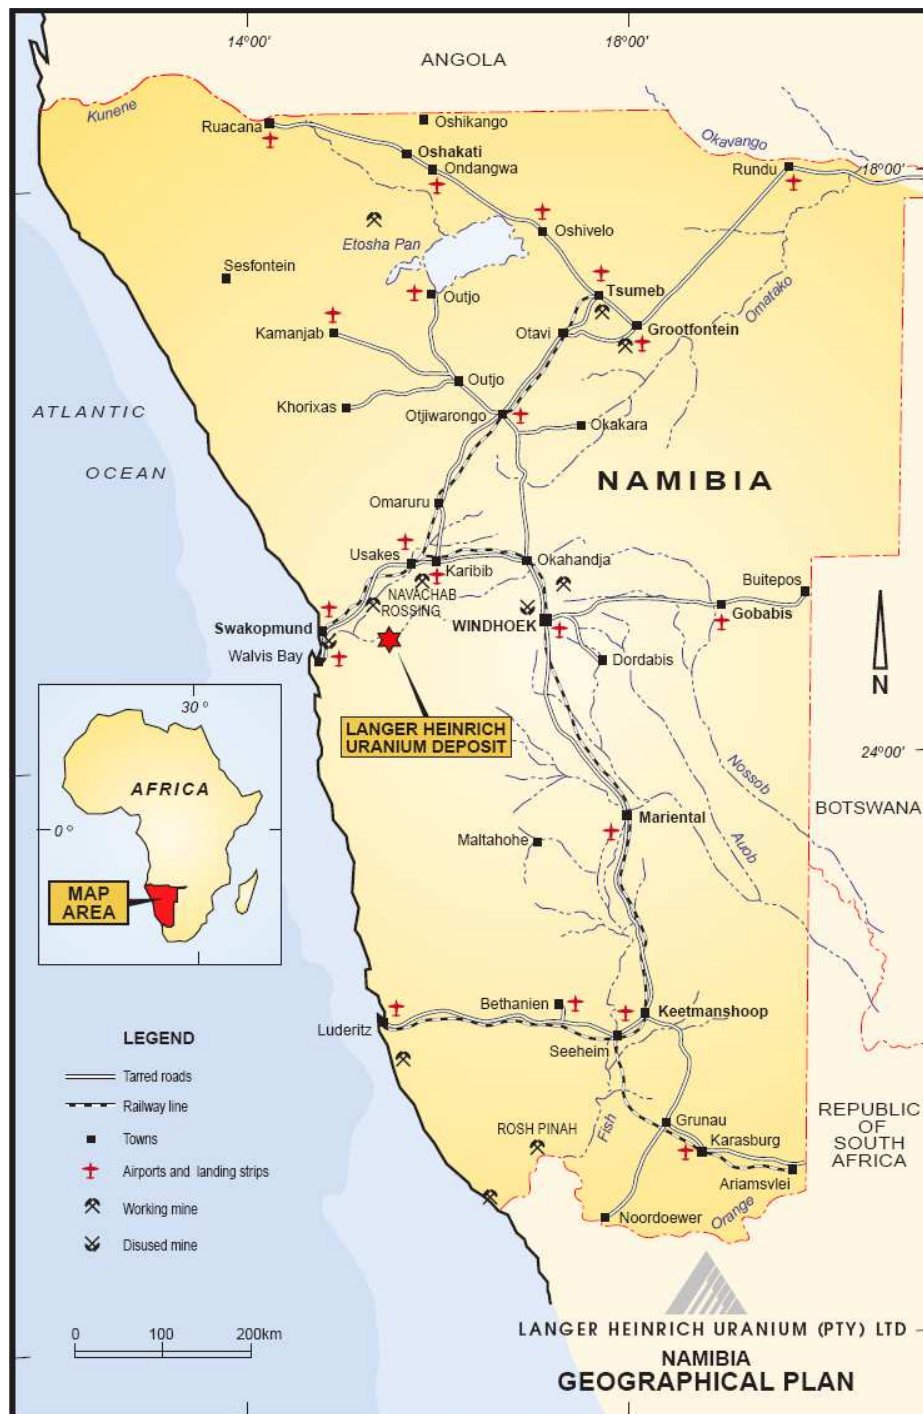 14°00'
18°00'
ANGOLA
Kunene
Ruacana
Oshikango
Oshakati
Ondangwa
Okavango
Rundu
18°00'
Oshivelo
Etosha Pan
Sesfontein
Outjo
Tsumeb
Omatako
Kamanjab
Otavi
Grootfontein
Outjo
Khorixas
Otjiwarongo
Okakara
ATLANTIC
OCEAN
NAMIBIA
Omaruru
Usakes
Karibib
Okahandja
NAVACHAB
ROSSING
Buitepos
Gobabis
Swakopmund
WINDHOEK
Walvis Bay
Dordabis
N
LANGER HEINRICH
URANIUM DEPOSIT
30°
AFRICA
0°
MAP
AREA
24°00'
Nossob
BOTSWANA
Mariental
Maltahohe
Auob
Bethanien
Keetmanshoop
Luderitz
Seeheim
LEGEND
Tarred roads
Railway line
Towns
Airports and landing strips
Working mine
Disused mine
0 100 200km
ROSH PINAH
Fish
Grunau
Karasburg
Ariamsvlei
REPUBLIC
OF
SOUTH
AFRICA
Noordoewer
Orange
LANGER HEINRICH URANIUM (PTY) LTD
NAMIBIA
GEOGRAPHICAL PLAN